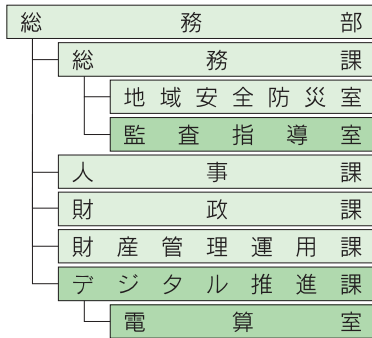 総務部
総務課
地域安全防災室
監査指導室
人事課
財政課
財産管理運用課
デジタル推進課
電算室